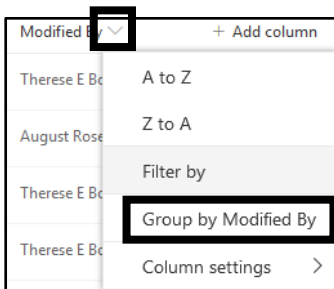 Modified By + Add column
Therese E Bo A to Z
Z to A
August Rose
Filter by
Therese E Bo
Group by Modified By
Therese E Bo
Column settings